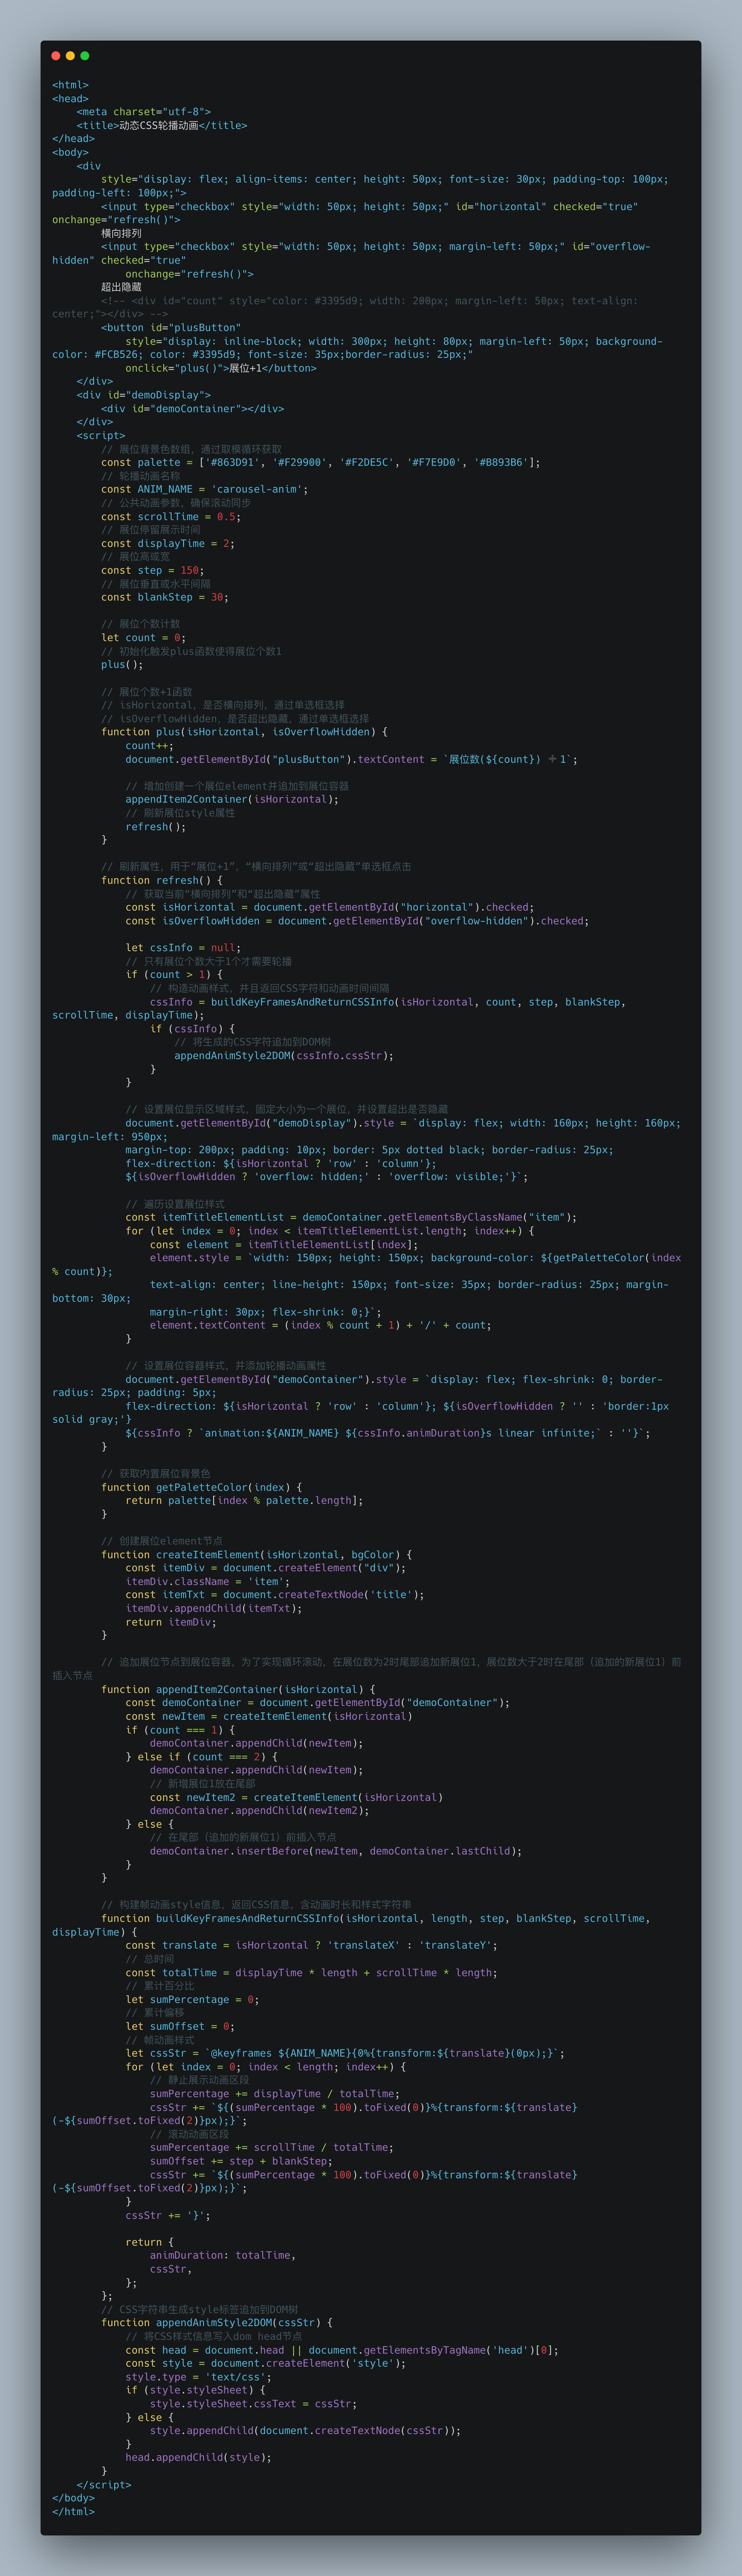 <html>
<head>
    <meta charset="utf-8">
    <title>动态CSS轮播动画</title>
</head>
<body>
    <div
        style="display: flex; align-items: center; height: 50px; font-size: 30px; padding-top: 100px;
padding-left: 100px;">
        <input type="checkbox" style="width: 50px; height: 50px;" id="horizontal" checked="true"
onchange="refresh()">
        横向排列
        <input type="checkbox" style="width: 50px; height: 50px; margin-left: 50px;" id="overflow-
hidden" checked="true"
            onchange="refresh()">
        超出隐藏
        <!-- <div id="count" style="color: #3395d9; width: 200px; margin-left: 50px; text-align:
center;"></div> -->
        <button id="plusButton"
            style="display: inline-block; width: 300px; height: 80px; margin-left: 50px; background-
color: #FCB526; color: #3395d9; font-size: 35px;border-radius: 25px;"
            onclick="plus()">展位+1</button>
    </div>
    <div id="demoDisplay">
        <div id="demoContainer"></div>
    </div>
    <script>
        // 展位背景色数组，通过取模循环获取
        const palette = ['#863D91', '#F29900', '#F2DE5C', '#F7E9D0', '#B893B6'];
        // 轮播动画名称
        const ANIM_NAME = 'carousel-anim';
        // 公共动画参数，确保滚动同步
        const scrollTime = 0.5;
        // 展位停留展示时间
        const displayTime = 2;
        // 展位高或宽
        const step = 150;
        // 展位垂直或水平间隔
        const blankStep = 30;

        // 展位个数计数
        let count = 0;
        // 初始化触发plus函数使得展位个数1
        plus();

        // 展位个数+1函数
        // isHorizontal，是否横向排列，通过单选框选择
        // isOverflowHidden，是否超出隐藏，通过单选框选择
        function plus(isHorizontal, isOverflowHidden) {
            count++;
            document.getElementById("plusButton").textContent = `展位数(${count}) ➕1`;

            // 增加创建一个展位element并追加到展位容器
            appendItem2Container(isHorizontal);
            // 刷新展位style属性
            refresh();
        }

        // 刷新属性，用于“展位+1”，“横向排列”或“超出隐藏”单选框点击
        function refresh() {
            // 获取当前“横向排列”和“超出隐藏”属性
            const isHorizontal = document.getElementById("horizontal").checked;
            const isOverflowHidden = document.getElementById("overflow-hidden").checked;

            let cssInfo = null;
            // 只有展位个数大于1个才需要轮播
            if (count > 1) {
                // 构造动画样式，并且返回CSS字符和动画时间间隔
                cssInfo = buildKeyFramesAndReturnCSSInfo(isHorizontal, count, step, blankStep,
scrollTime, displayTime);
                if (cssInfo) {
                    // 将生成的CSS字符追加到DOM树
                    appendAnimStyle2DOM(cssInfo.cssStr);
                }
            }

            // 设置展位显示区域样式，固定大小为一个展位，并设置超出是否隐藏
            document.getElementById("demoDisplay").style = `display: flex; width: 160px; height: 160px;
margin-left: 950px;
            margin-top: 200px; padding: 10px; border: 5px dotted black; border-radius: 25px;
            flex-direction: ${isHorizontal ? 'row' : 'column'};
            ${isOverflowHidden ? 'overflow: hidden;' : 'overflow: visible;'}`;

            // 遍历设置展位样式
            const itemTitleElementList = demoContainer.getElementsByClassName("item");
            for (let index = 0; index < itemTitleElementList.length; index++) {
                const element = itemTitleElementList[index];
                element.style = `width: 150px; height: 150px; background-color: ${getPaletteColor(index
% count)};
                text-align: center; line-height: 150px; font-size: 35px; border-radius: 25px; margin-
bottom: 30px;
                margin-right: 30px; flex-shrink: 0;}`;
                element.textContent = (index % count + 1) + '/' + count;
            }

            // 设置展位容器样式，并添加轮播动画属性
            document.getElementById("demoContainer").style = `display: flex; flex-shrink: 0; border-
radius: 25px; padding: 5px;
            flex-direction: ${isHorizontal ? 'row' : 'column'}; ${isOverflowHidden ? '' : 'border:1px
solid gray;'}
            ${cssInfo ? `animation:${ANIM_NAME} ${cssInfo.animDuration}s linear infinite;` : ''}`;
        }

        // 获取内置展位背景色
        function getPaletteColor(index) {
            return palette[index % palette.length];
        }

        // 创建展位element节点
        function createItemElement(isHorizontal, bgColor) {
            const itemDiv = document.createElement("div");
            itemDiv.className = 'item';
            const itemTxt = document.createTextNode('title');
            itemDiv.appendChild(itemTxt);
            return itemDiv;
        }

        // 追加展位节点到展位容器，为了实现循环滚动，在展位数为2时尾部追加新展位1，展位数大于2时在尾部（追加的新展位1）前
插入节点
        function appendItem2Container(isHorizontal) {
            const demoContainer = document.getElementById("demoContainer");
            const newItem = createItemElement(isHorizontal)
            if (count === 1) {
                demoContainer.appendChild(newItem);
            } else if (count === 2) {
                demoContainer.appendChild(newItem);
                // 新增展位1放在尾部
                const newItem2 = createItemElement(isHorizontal)
                demoContainer.appendChild(newItem2);
            } else {
                // 在尾部（追加的新展位1）前插入节点
                demoContainer.insertBefore(newItem, demoContainer.lastChild);
            }
        }

        // 构建帧动画style信息，返回CSS信息，含动画时长和样式字符串
        function buildKeyFramesAndReturnCSSInfo(isHorizontal, length, step, blankStep, scrollTime,
displayTime) {
            const translate = isHorizontal ? 'translateX' : 'translateY';
            // 总时间
            const totalTime = displayTime * length + scrollTime * length;
            // 累计百分比
            let sumPercentage = 0;
            // 累计偏移
            let sumOffset = 0;
            // 帧动画样式
            let cssStr = `@keyframes ${ANIM_NAME}{0%{transform:${translate}(0px);}`;
            for (let index = 0; index < length; index++) {
                // 静止展示动画区段
                sumPercentage += displayTime / totalTime;
                cssStr += `${(sumPercentage * 100).toFixed(0)}%{transform:${translate}
(-${sumOffset.toFixed(2)}px);}`;
                // 滚动动画区段
                sumPercentage += scrollTime / totalTime;
                sumOffset += step + blankStep;
                cssStr += `${(sumPercentage * 100).toFixed(0)}%{transform:${translate}
(-${sumOffset.toFixed(2)}px);}`;
            }
            cssStr += '}';

            return {
                animDuration: totalTime,
                cssStr,
            };
        };
        // CSS字符串生成style标签追加到DOM树
        function appendAnimStyle2DOM(cssStr) {
            // 将CSS样式信息写入dom head节点
            const head = document.head || document.getElementsByTagName('head')[0];
            const style = document.createElement('style');
            style.type = 'text/css';
            if (style.styleSheet) {
                style.styleSheet.cssText = cssStr;
            } else {
                style.appendChild(document.createTextNode(cssStr));
            }
            head.appendChild(style);
        }
    </script>
</body>
</html>